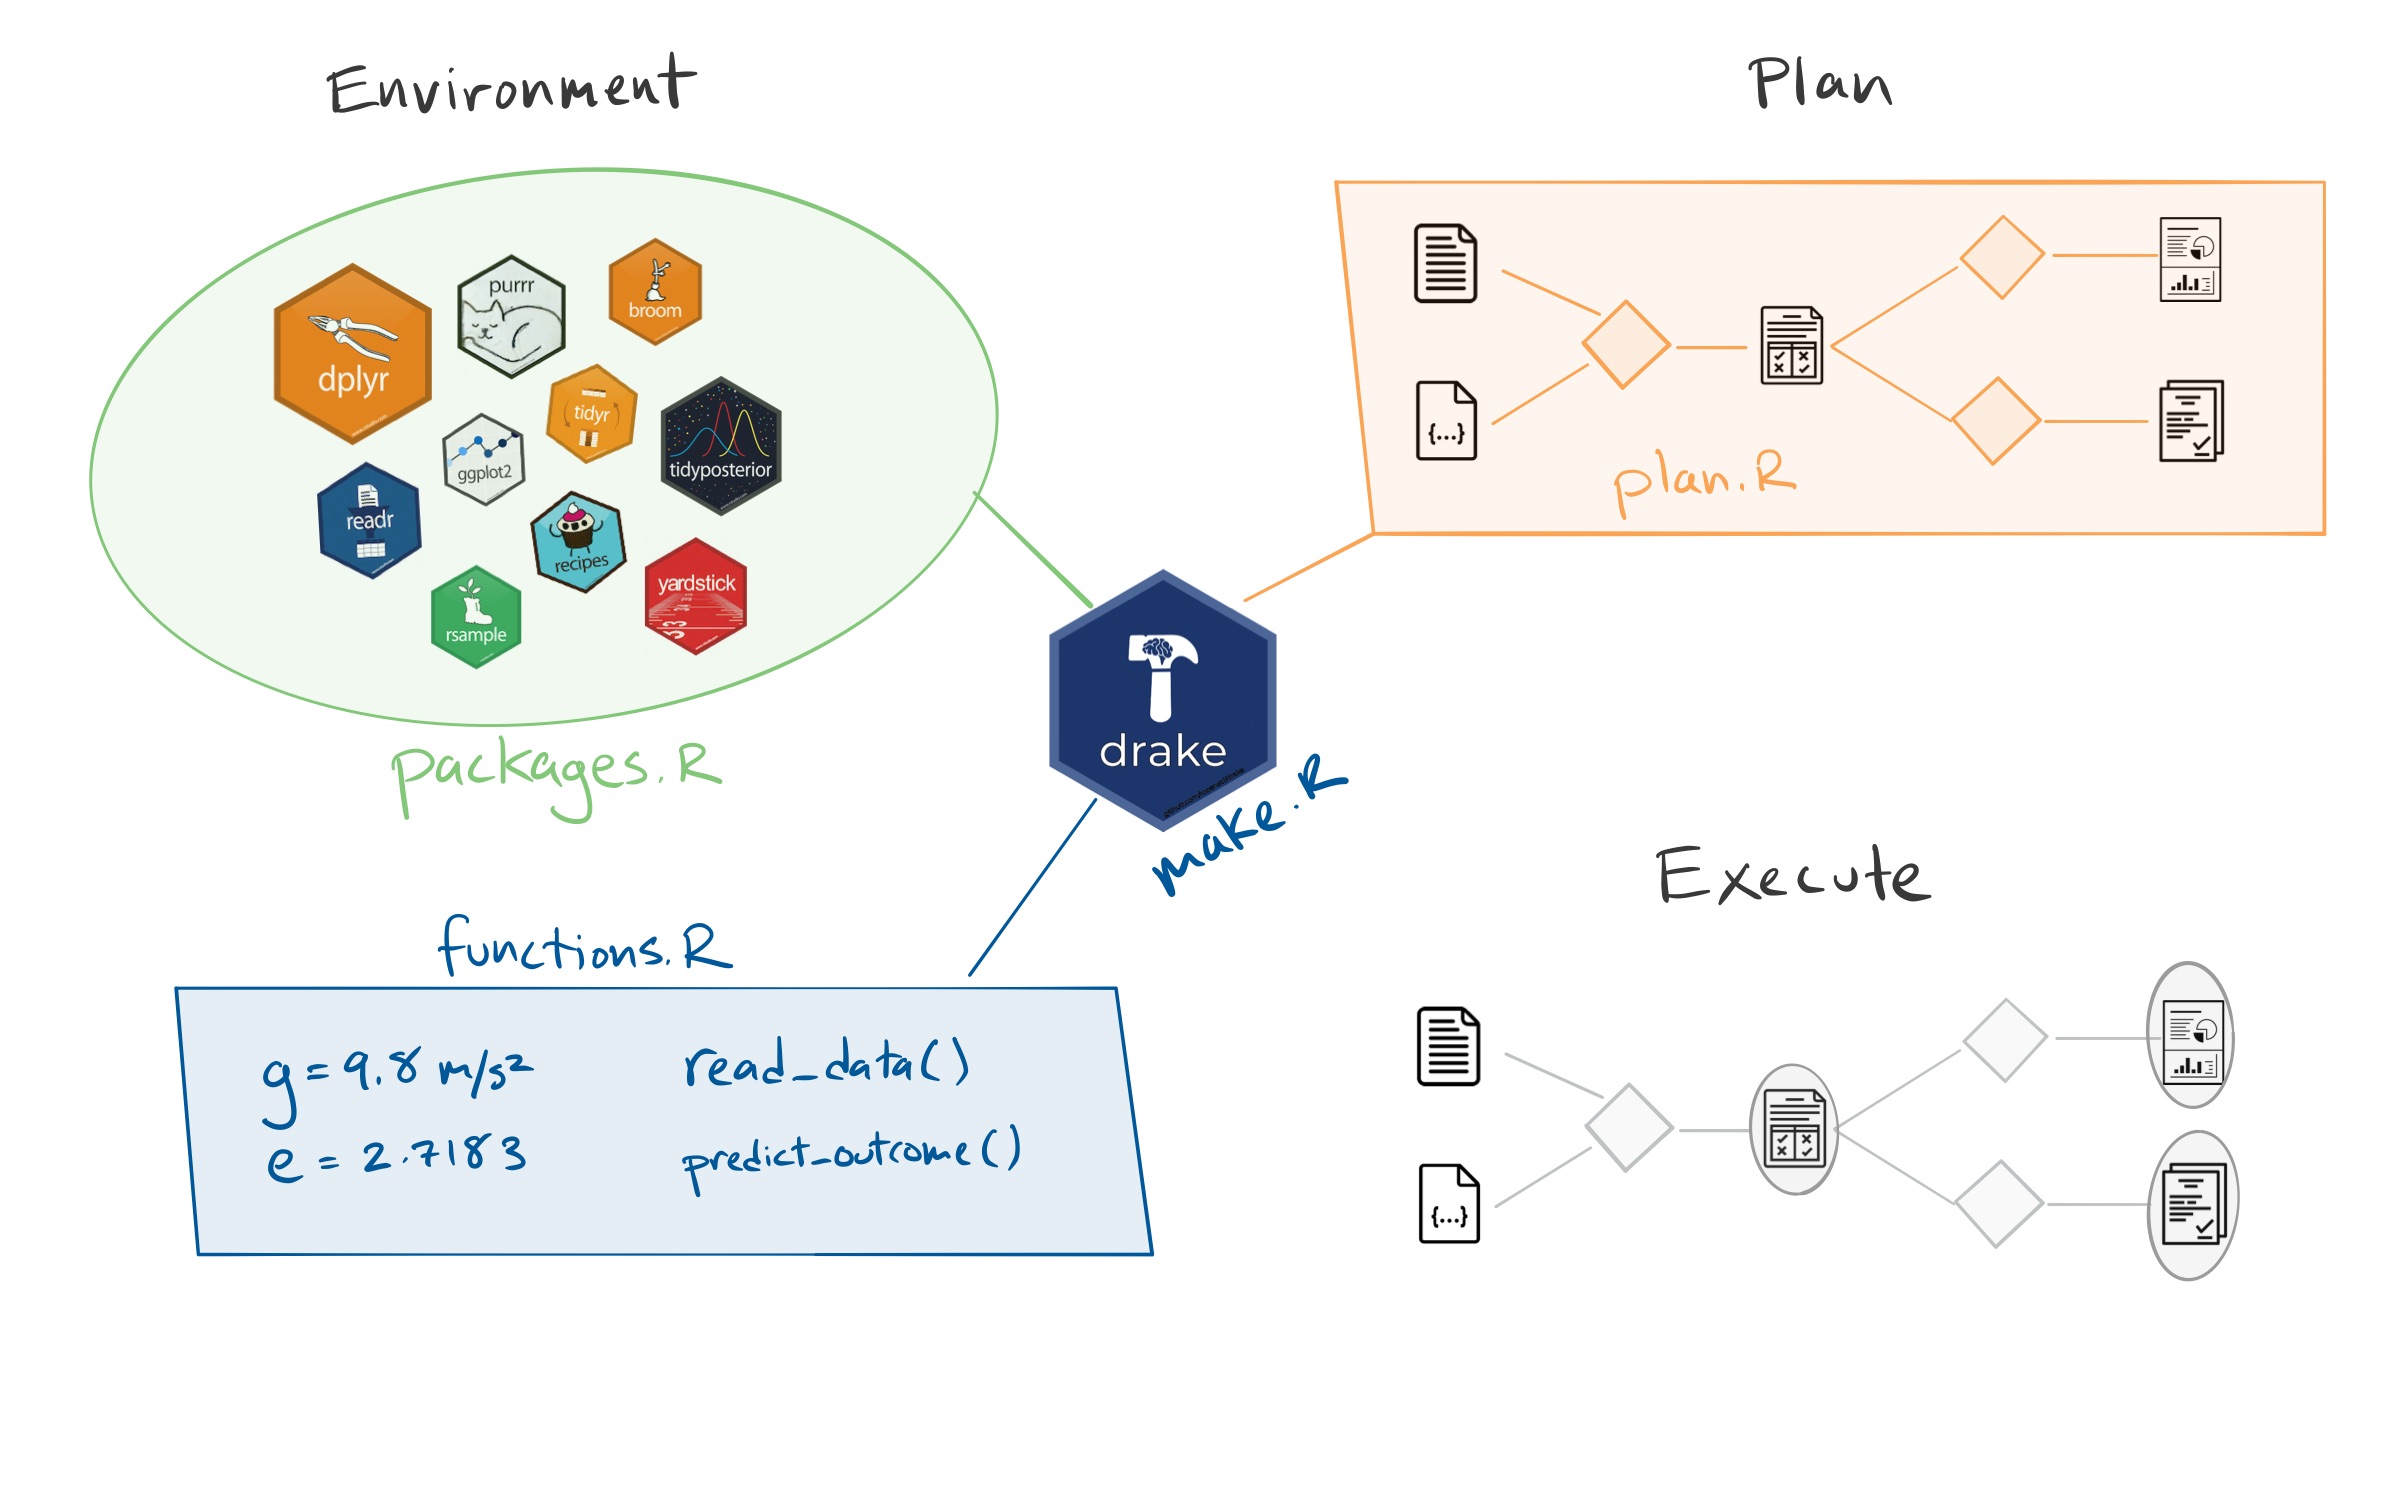 Environment
Plan
dplyr
purrr
broom
tidyr
ggplot2
tidyposterior
readr
recipes
yardstick
rsample
packages.R
plan.R
{...}
drake
make.R
functions.R
g = 9.8 m/s²
read_data()
e = 2.7183
predict_outcome()
Execute
{...}